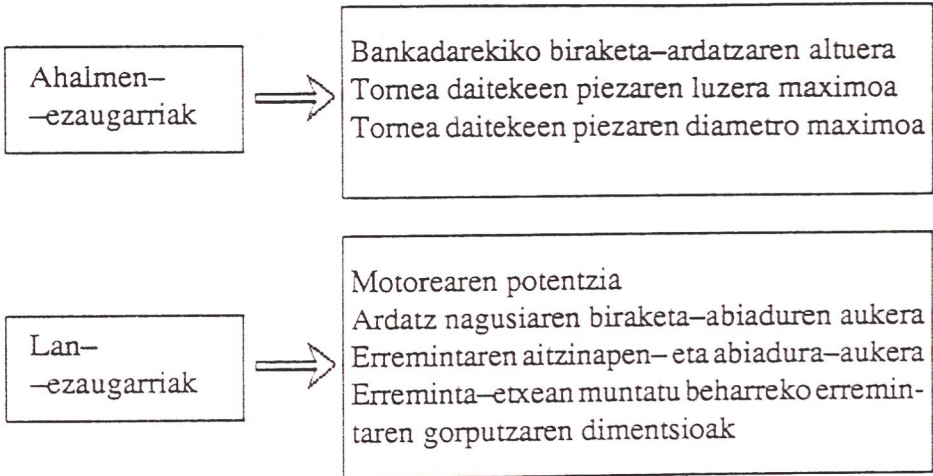 Ahalmen–
–ezaugarriak
Bankadarekiko biraketa–ardatzaren altuera
Tornea daitekeen piezaren luzera maximoa
Tornea daitekeen piezaren diametro maximoa
Lan–
–ezaugarriak
Motorearen potentzia
Ardatz nagusiaren biraketa–abiaduren aukera
Erremintaren aitzinapen– eta abiadura–aukera
Erreminta–etxean muntatu beharreko erremin-
taren gorputzaren dimentsioak